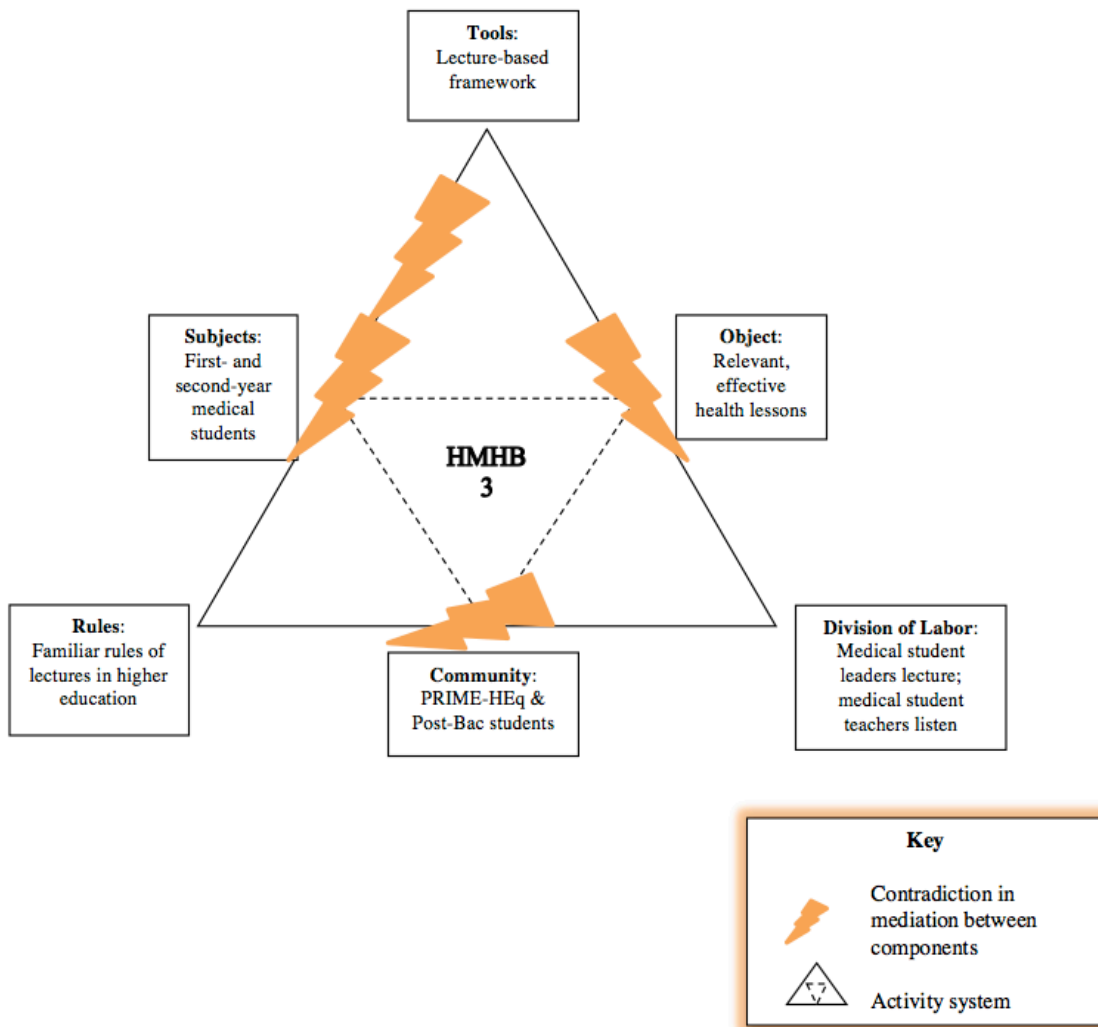 Tools:
Lecture-based
framework
Subjects:
First- and
second-year
medical
students
Object:
Relevant,
effective
health lessons
HMHB
3
Rules:
Familiar rules of
lectures in higher
education
Community:
PRIME-HEq &
Post-Bac students
Division of Labor:
Medical student
leaders lecture;
medical student
teachers listen
Key
Contradiction in
mediation between
components
Activity system